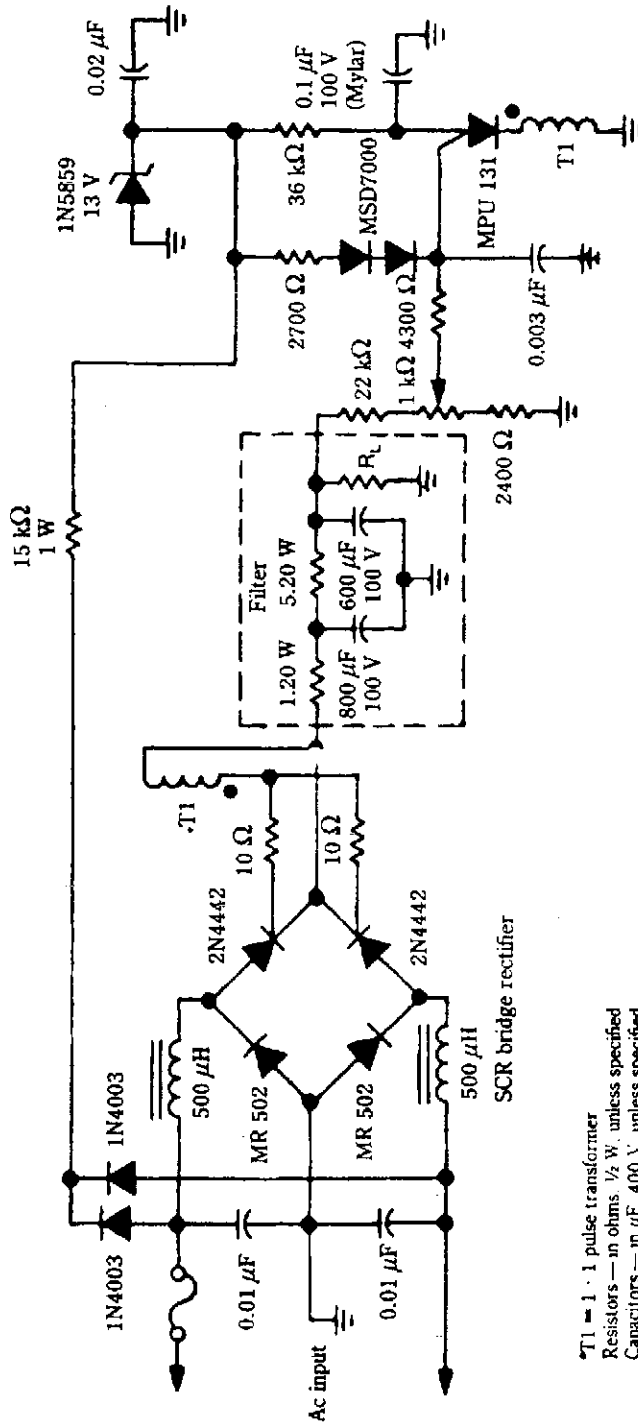 1N5859
13 V
0.02 µF
15 kΩ
1 W
36 kΩ
0.1 µF
100 V
(Mylar)
2700 Ω
MSD7000
MPU 131
T1
4300 Ω
0.003 µF
22 kΩ
1 kΩ
2400 Ω
Filter
1.20 W
5.20 W
800 µF
100 V
600 µF
100 V
RL
·T1
10 Ω
10 Ω
2N4442
2N4442
MR 502
MR 502
SCR bridge rectifier
500 µH
500 µH
1N4003
1N4003
0.01 µF
0.01 µF
Ac input
*T1 = 1 · 1 pulse transformer
Resistors — in ohms, ½ W, unless specified
Capacitors — in µF, 400 V, unless specified